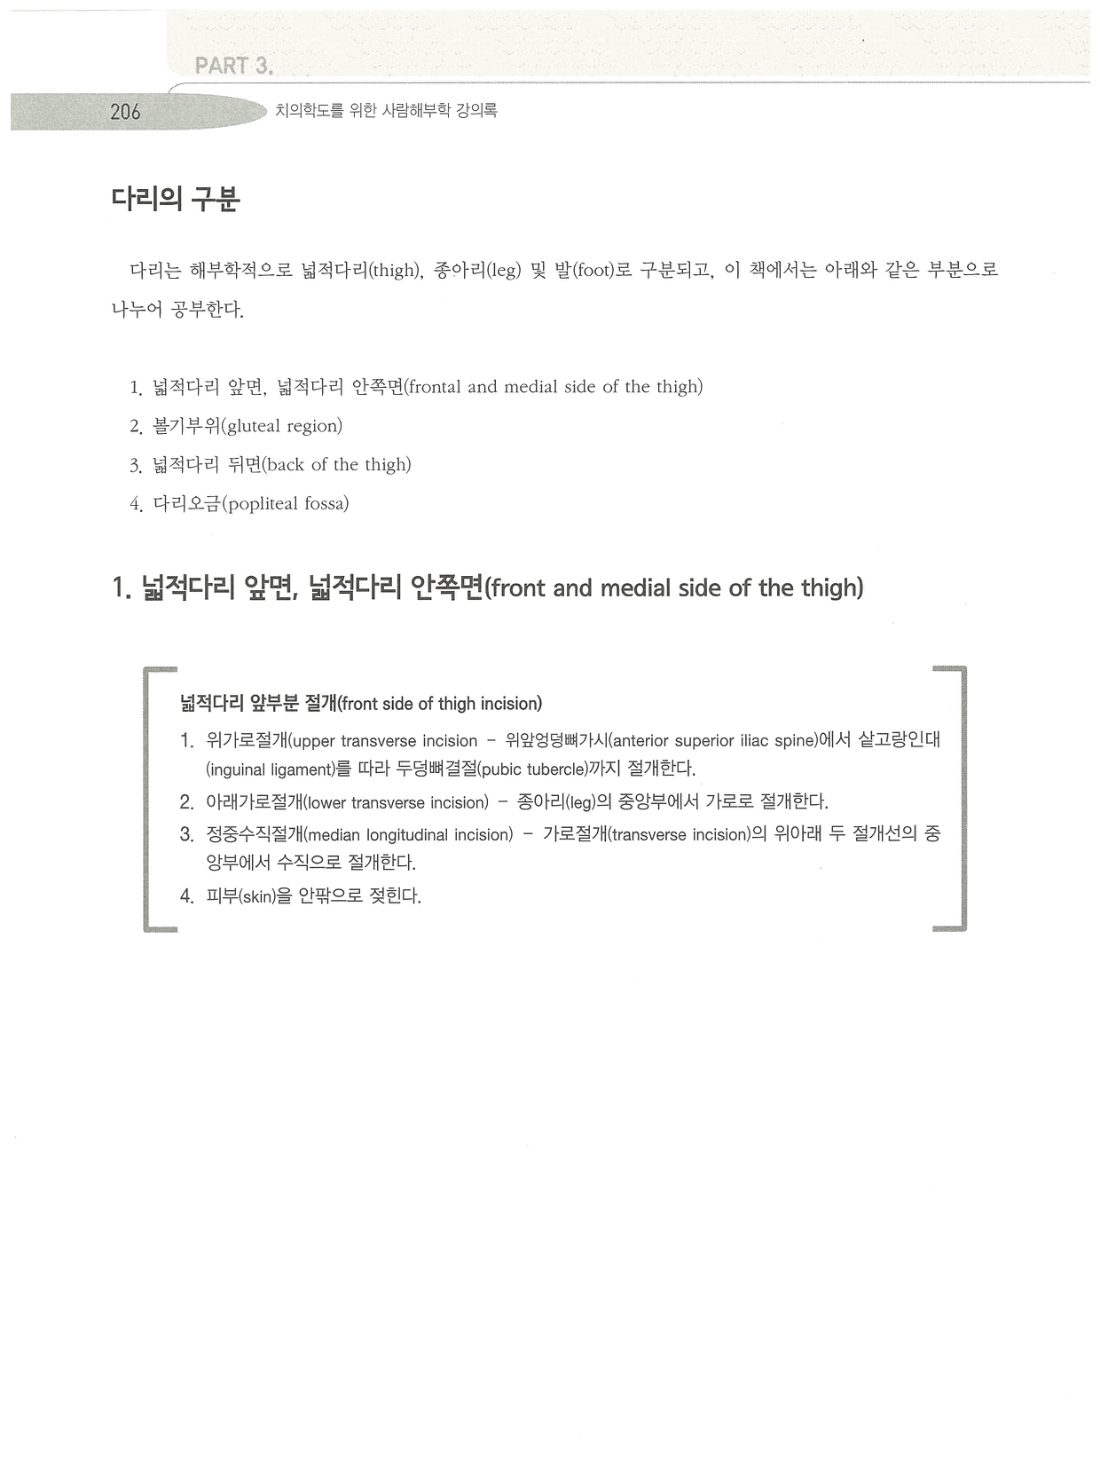 PART 3.
206
치의학도를 위한 사람해부학 강의록
다리의 구분
다리는 해부학적으로 넓적다리(thigh), 종아리(leg) 및 발(foot)로 구분되고, 이 책에서는 아래와 같은 부분으로
나누어 공부한다.
1. 넓적다리 앞면, 넓적다리 안쪽면(frontal and medial side of the thigh)
2. 볼기부위(gluteal region)
3. 넓적다리 뒤면(back of the thigh)
4. 다리오금(popliteal fossa)
1. 넓적다리 앞면, 넓적다리 안쪽면(front and medial side of the thigh)
넓적다리 앞부분 절개(front side of thigh incision)
1. 위가로절개(upper transverse incision - 위앞엉덩뼈가시(anterior superior iliac spine)에서 샅고랑인대
(inguinal ligament)를 따라 두덩뼈결절(pubic tubercle)까지 절개한다.
2. 아래가로절개(lower transverse incision) - 종아리(leg)의 중앙부에서 가로로 절개한다.
3. 정중수직절개(median longitudinal incision) - 가로절개(transverse incision)의 위아래 두 절개선의 중
앙부에서 수직으로 절개한다.
4. 피부(skin)을 안팎으로 젖힌다.